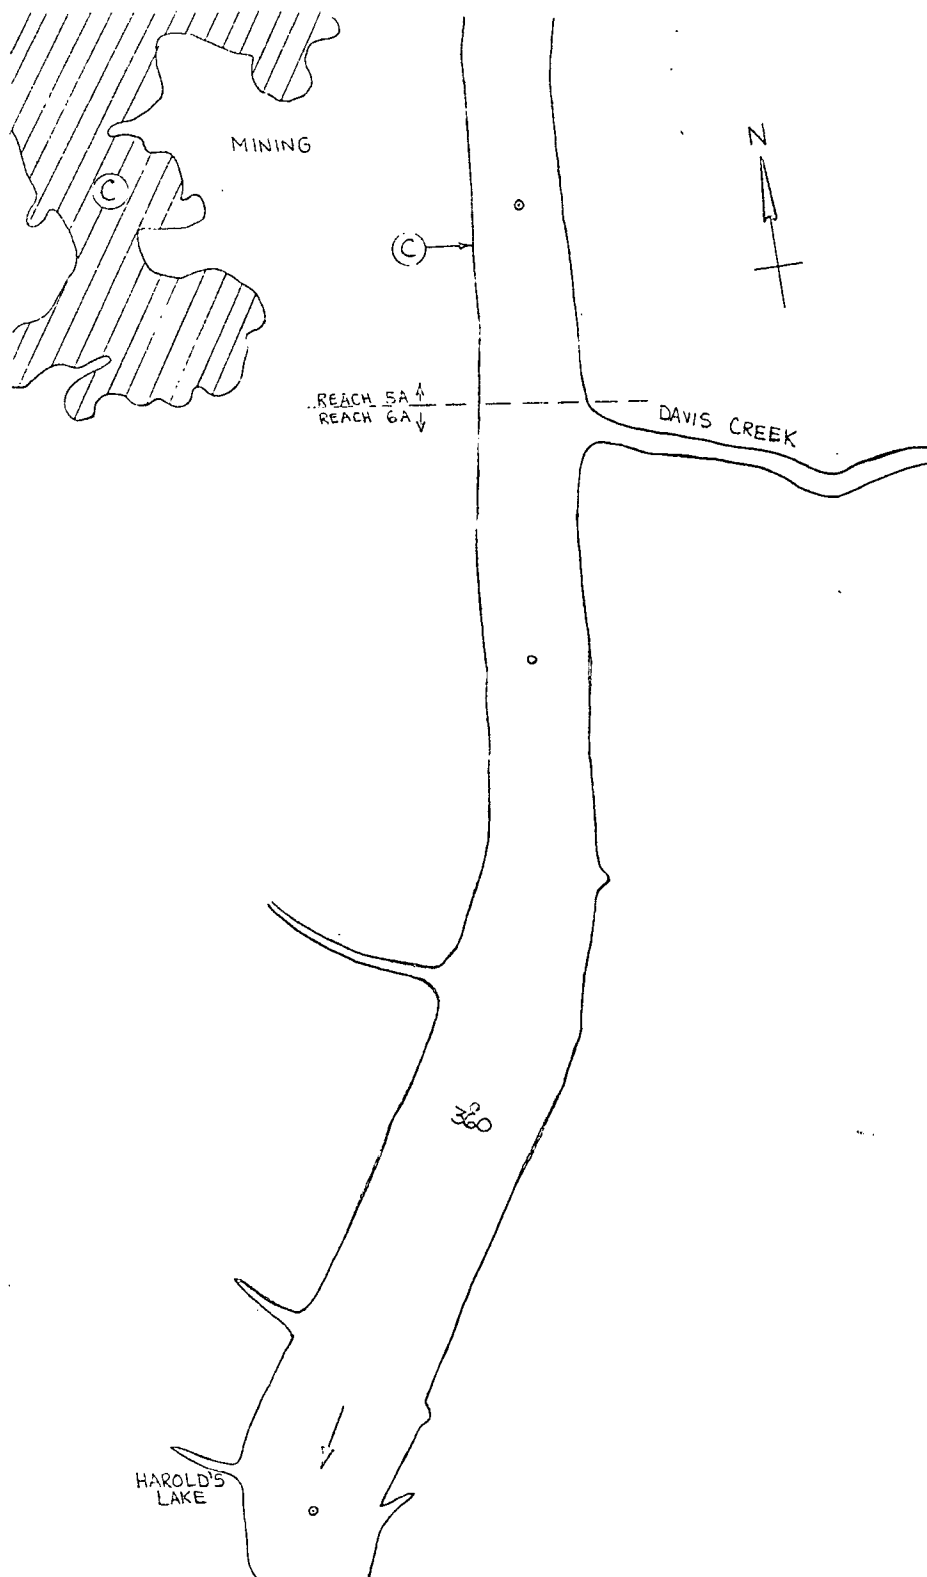 N
MINING
C
C
REACH 5A
REACH 6A
DAVIS CREEK
360
HAROLD'S
LAKE